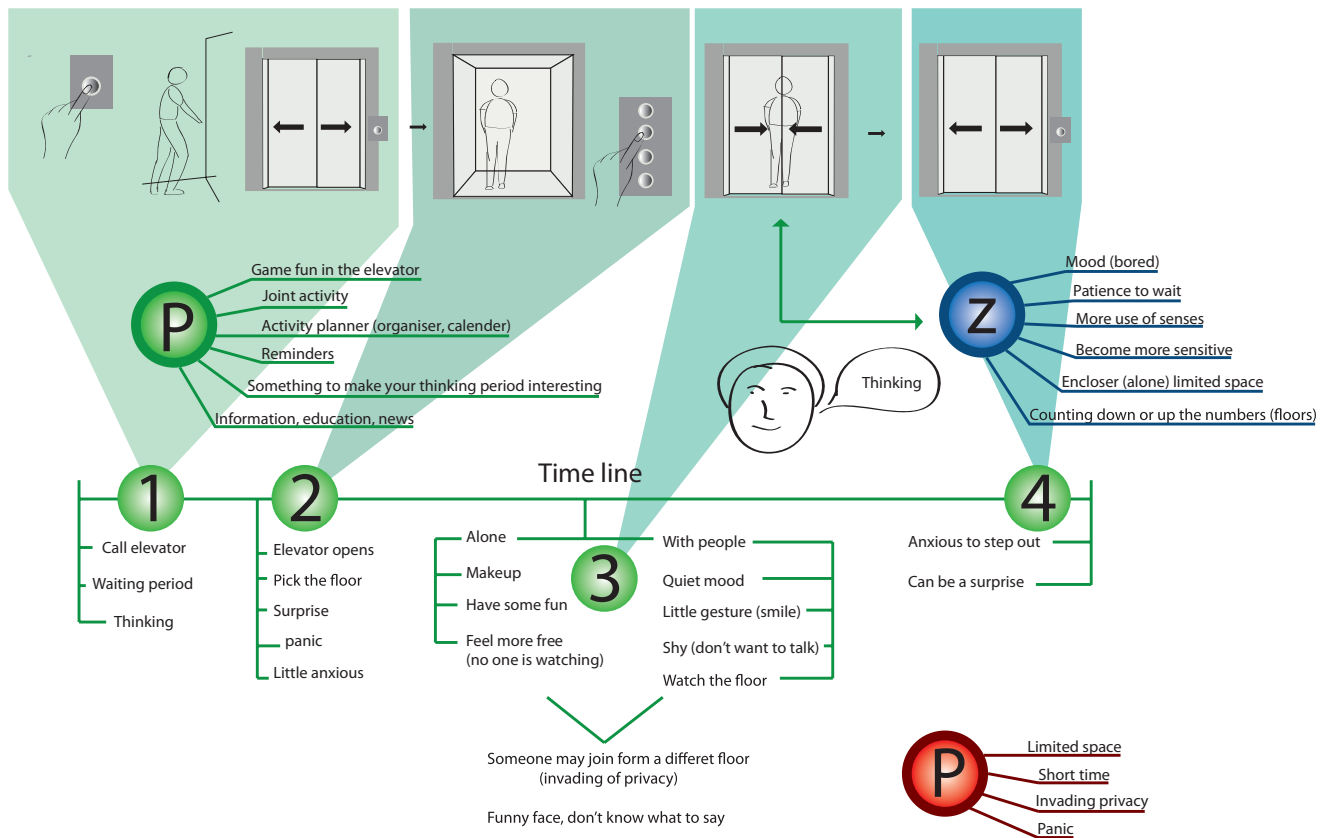 P
Game fun in the elevator
Joint activity
Activity planner (organiser, calender)
Reminders
Something to make your thinking period interesting
Information, education, news
Thinking
z
Mood (bored)
Patience to wait
More use of senses
Become more sensitive
Encloser (alone) limited space
Counting down or up the numbers (floors)
Time line
1
Call elevator
Waiting period
Thinking
2
Elevator opens
Pick the floor
Surprise
panic
Little anxious
3
Alone
Makeup
Have some fun
Feel more free
(no one is watching)
With people
Quiet mood
Little gesture (smile)
Shy (don't want to talk)
Watch the floor
Someone may join form a differet floor
(invading of privacy)
Funny face, don't know what to say
4
Anxious to step out
Can be a surprise
P
Limited space
Short time
Invading privacy
Panic